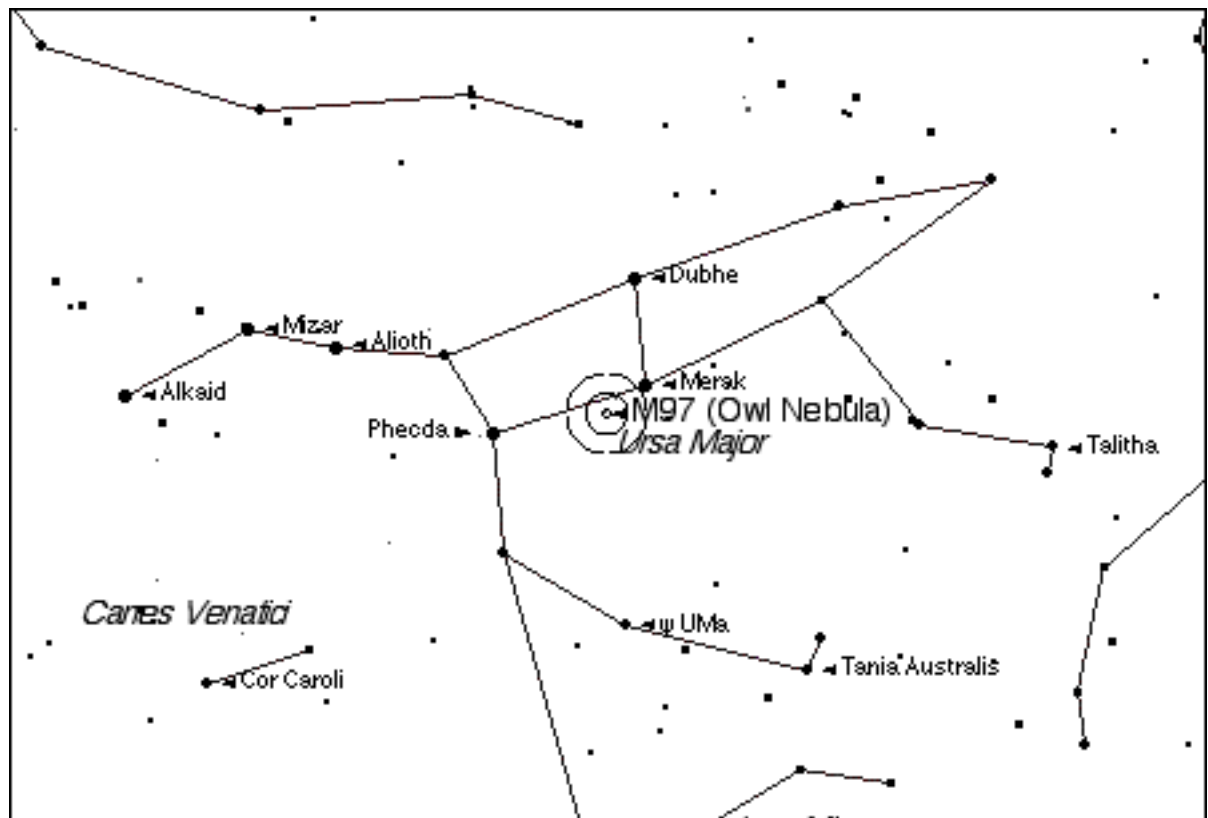 Dubhe
Mizar
Alioth
Merak
Alkaid
M97 (Owl Nebula)
Phecda
Ursa Major
Talitha
Canes Venatici
ψ UMa
Tania Australis
Cor Caroli